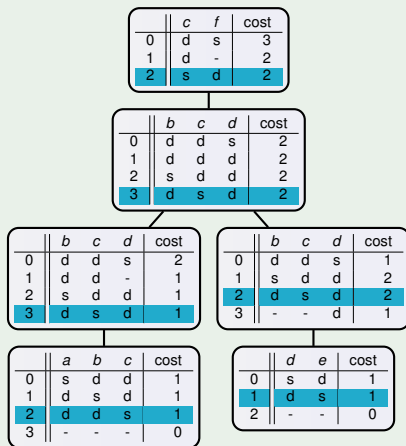 c f cost
0 d s 3
1 d - 2
2 s d 2
b c d cost
0 d d s 2
1 d d d 2
2 s d d 2
3 d s d 2
b c d cost
0 d d s 2
1 d d - 1
2 s d d 1
3 d s d 1
b c d cost
0 d d s 1
1 s d d 2
2 d s d 2
3 - - d 1
a b c cost
0 s d d 1
1 d s d 1
2 d d s 1
3 - - - 0
d e cost
0 s d 1
1 d s 1
2 - - 0